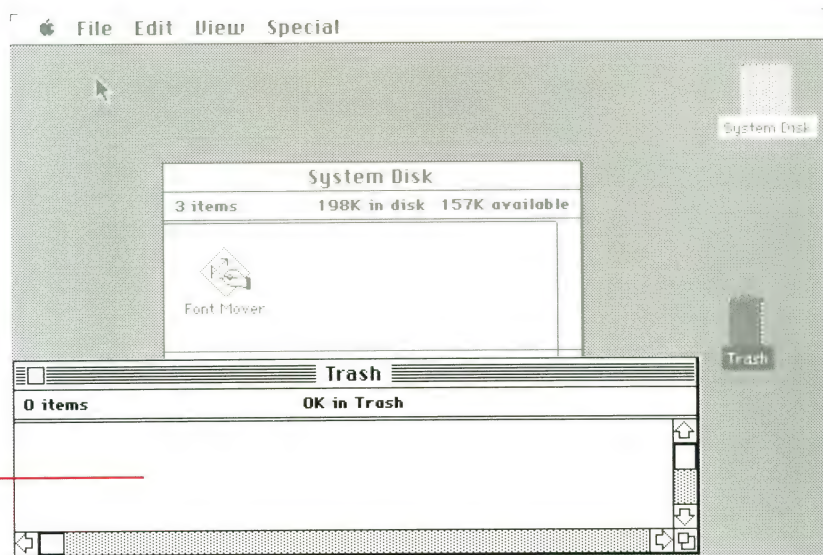 File Edit View Special
System Disk
System Disk
3 items 198K in disk 157K available
Font Mover
Trash
Trash
0 items 0K in Trash